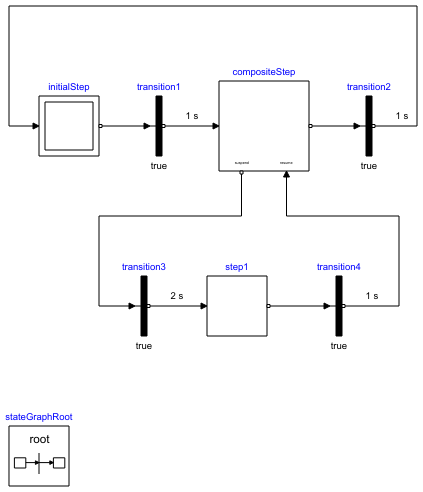 compositeStep
initialStep
transition1
transition2
1 s
1 s
suspend
resume
true
true
transition3
step1
transition4
2 s
1 s
true
true
stateGraphRoot
root